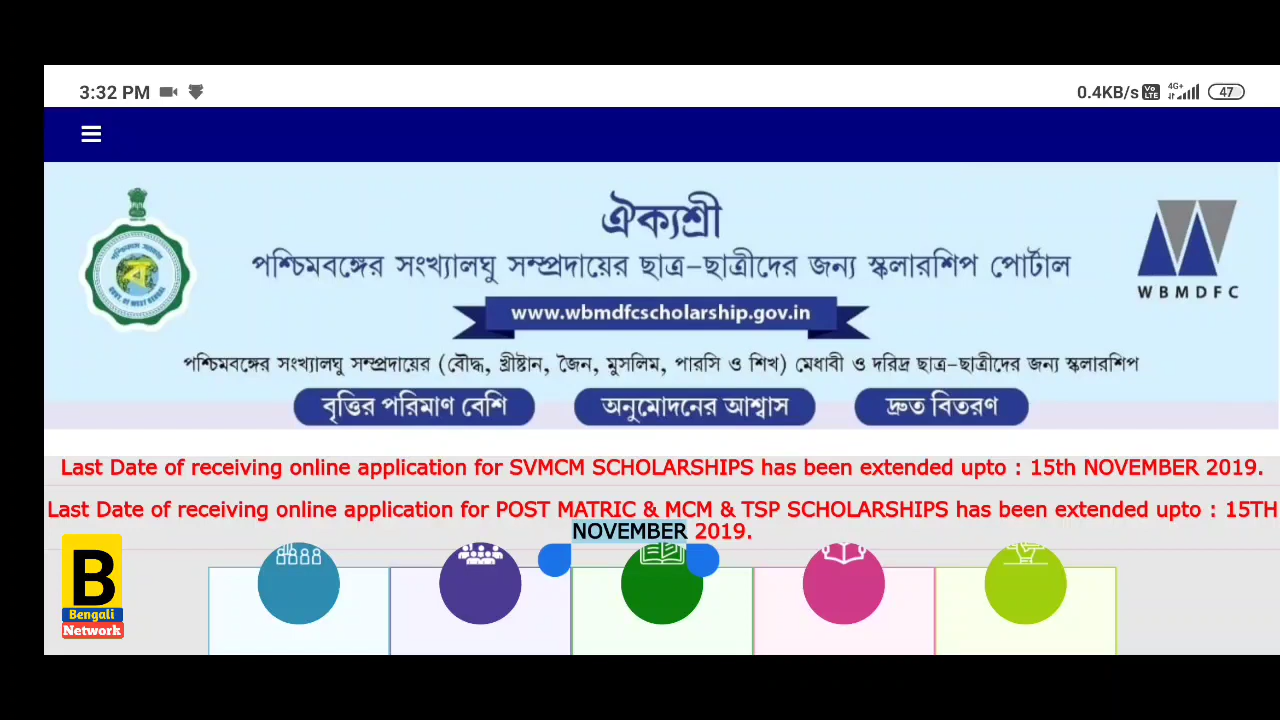 3:32 PM
0.4KB/s Vo LTE 4G+ 47
ঐক্যশ্রী
পশ্চিমবঙ্গের সংখ্যালঘু সম্প্রদায়ের ছাত্র-ছাত্রীদের জন্য স্কলারশিপ পোর্টাল
WBMDFC
www.wbmdfcscholarship.gov.in
পশ্চিমবঙ্গের সংখ্যালঘু সম্প্রদায়ের (বৌদ্ধ, খ্রীষ্টান, জৈন, মুসলিম, পারসি ও শিখ) মেধাবী ও দরিদ্র ছাত্র-ছাত্রীদের জন্য স্কলারশিপ
বৃত্তির পরিমাণ বেশি
অনুমোদনের আশ্বাস
দ্রুত বিতরণ
Last Date of receiving online application for SVMCM SCHOLARSHIPS has been extended upto : 15th NOVEMBER 2019.
Last Date of receiving online application for POST MATRIC & MCM & TSP SCHOLARSHIPS has been extended upto : 15TH
NOVEMBER 2019.
B
Bengali
Network